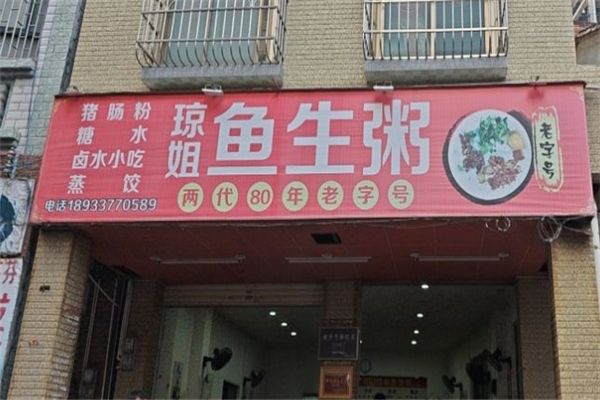 猪肠粉
糖水
卤水小吃
蒸饺
电话18933770589
琼姐
鱼生粥
两代80年老字号
老字号